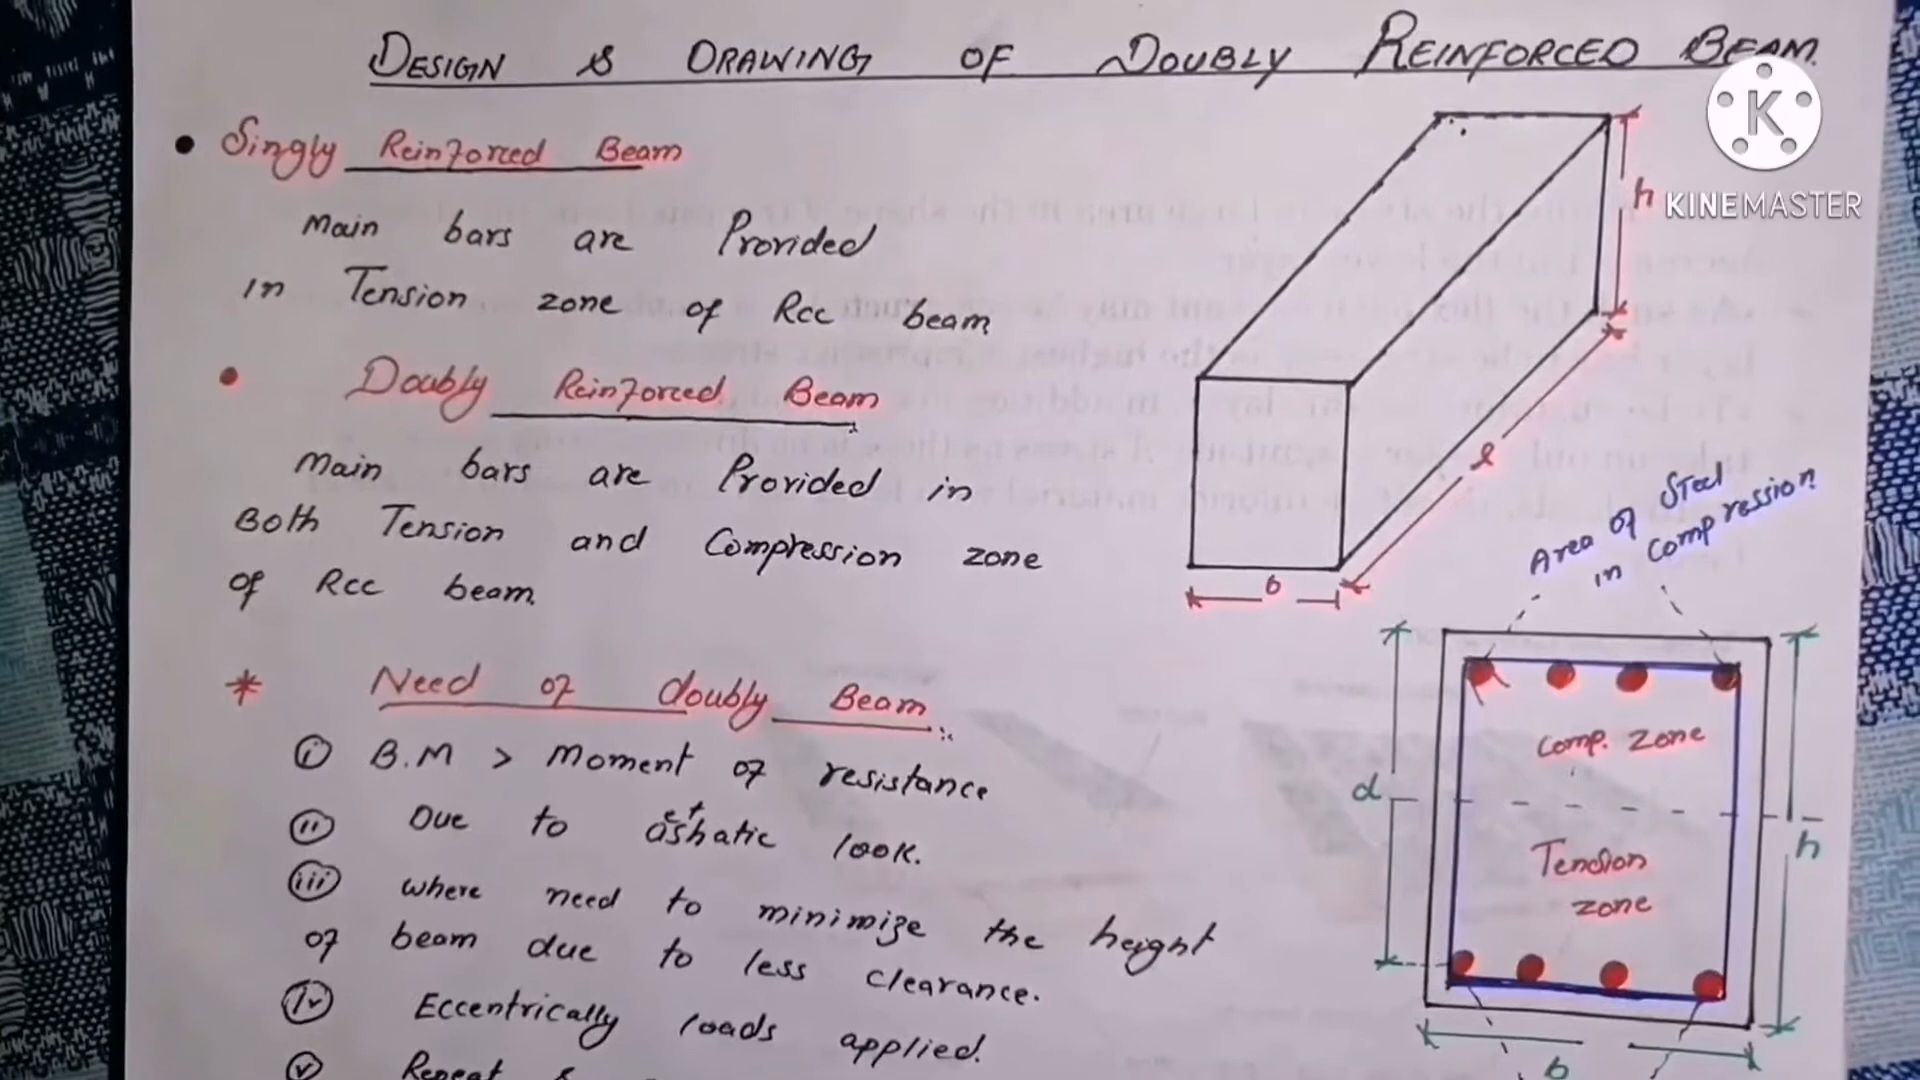 DESIGN & DRAWING OF DOUBLY REINFORCED BEAM.
• Singly Reinforced Beam
Main bars are Provided
in Tension zone of Rcc beam
• Doubly Reinforced Beam
Main bars are Provided in
Both Tension and Compression zone
of Rcc beam.
* Need of doubly Beam
(i) B.M > Moment of resistance
(ii) Due to asthatic look.
(iii) where need to minimize the height
of beam due to less clearance.
(iv) Eccentrically loads applied.
(v) Repeat &
h
l
b
K
KINEMASTER
Area of Steel
in Compression
Comp. zone
d
h
Tension
zone
b